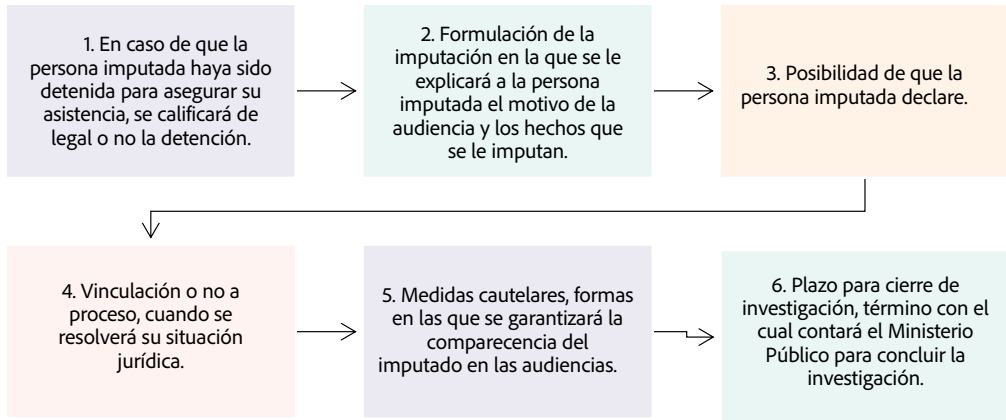 1. En caso de que la
persona imputada haya sido
detenida para asegurar su
asistencia, se calificará de
legal o no la detención.
2. Formulación de la
imputación en la que se le
explicará a la persona
imputada el motivo de la
audiencia y los hechos que
se le imputan.
3. Posibilidad de que la
persona imputada declare.
4. Vinculación o no a
proceso, cuando se
resolverá su situación
jurídica.
5. Medidas cautelares, formas
en las que se garantizará la
comparecencia del
imputado en las audiencias.
6. Plazo para cierre de
investigación, término con el
cual contará el Ministerio
Público para concluir la
investigación.